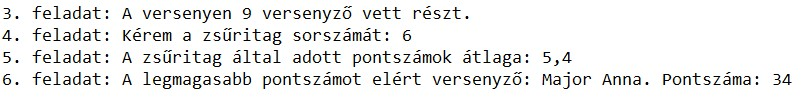 3. feladat: A versenyen 9 versenyző vett részt.
4. feladat: Kérem a zsűritag sorszámát: 6
5. feladat: A zsűritag által adott pontszámok átlaga: 5,4
6. feladat: A legmagasabb pontszámot elért versenyző: Major Anna. Pontszáma: 34